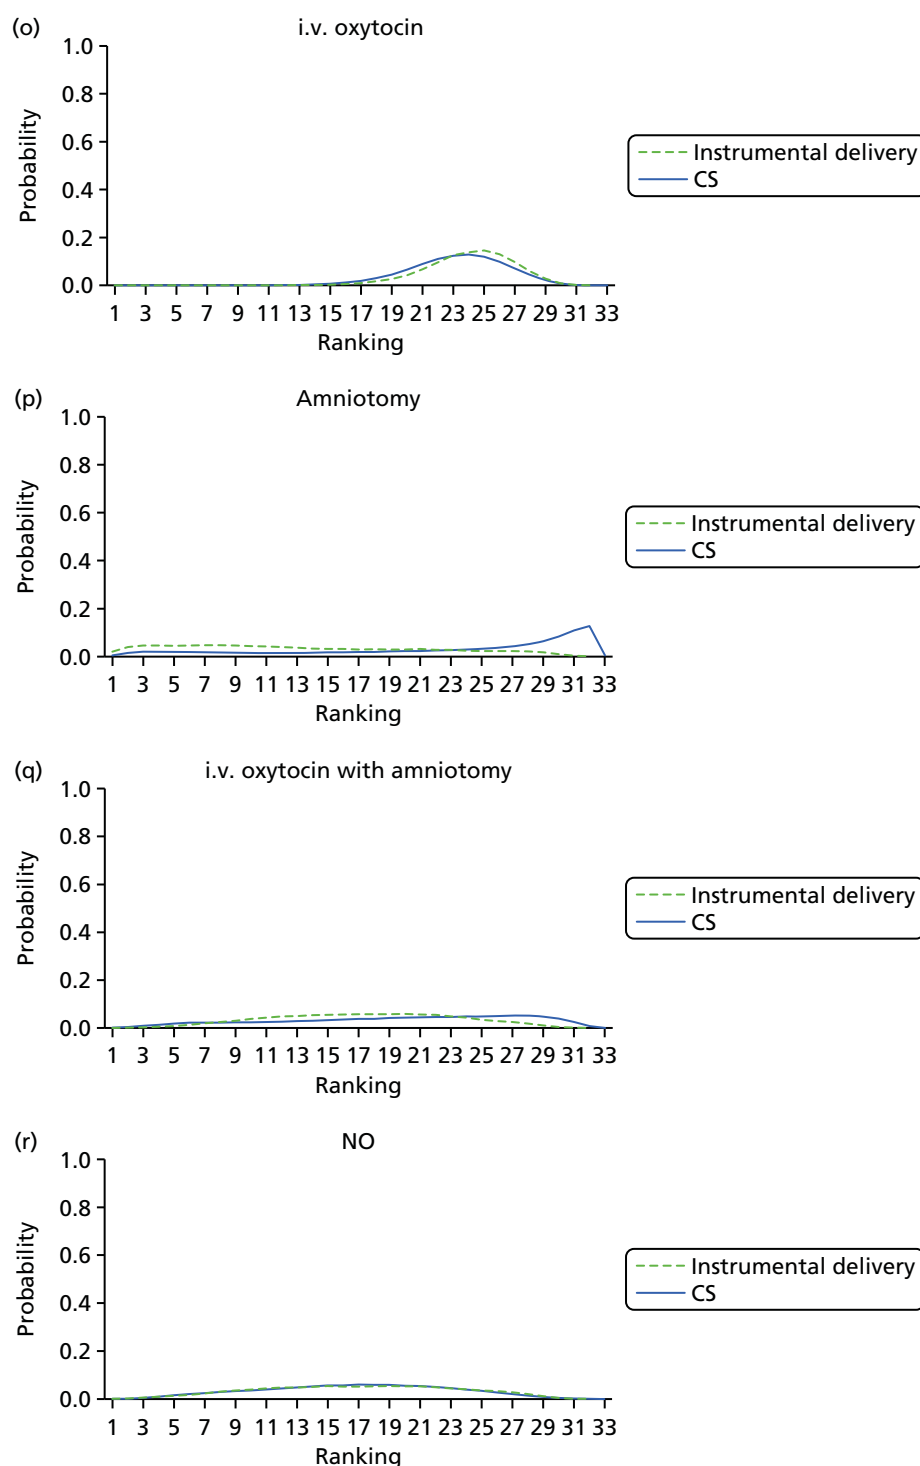 (o)
i.v. oxytocin
1.0
0.8
0.6
0.4
0.2
0.0
Probability
1 3 5 7 9 11 13 15 17 19 21 23 25 27 29 31 33
Ranking
Instrumental delivery
CS
(p)
Amniotomy
1.0
0.8
0.6
0.4
0.2
0.0
Probability
1 3 5 7 9 11 13 15 17 19 21 23 25 27 29 31 33
Ranking
Instrumental delivery
CS
(q)
i.v. oxytocin with amniotomy
1.0
0.8
0.6
0.4
0.2
0.0
Probability
1 3 5 7 9 11 13 15 17 19 21 23 25 27 29 31 33
Ranking
Instrumental delivery
CS
(r)
NO
1.0
0.8
0.6
0.4
0.2
0.0
Probability
1 3 5 7 9 11 13 15 17 19 21 23 25 27 29 31 33
Ranking
Instrumental delivery
CS